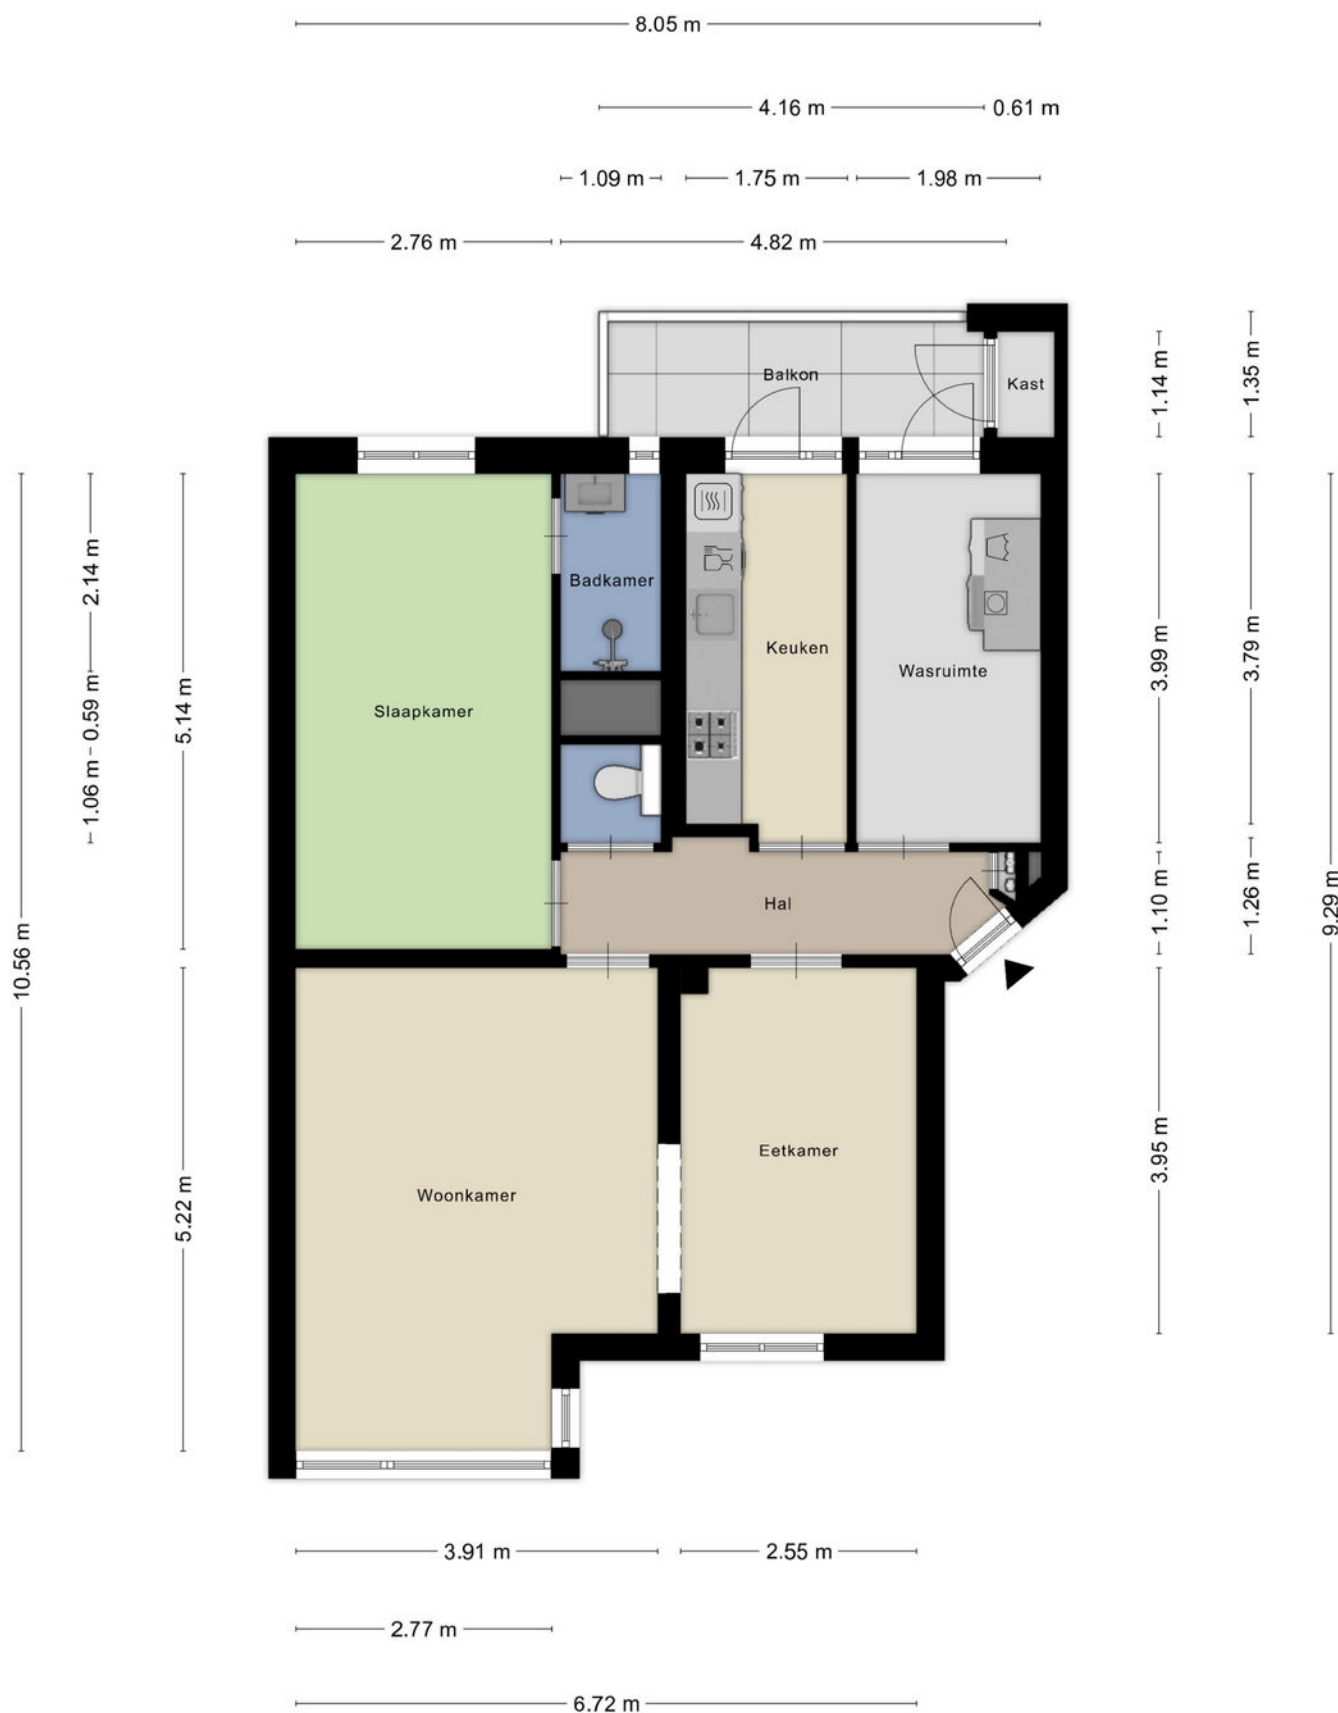 8.05 m
4.16 m
0.61 m
1.09 m
1.75 m
1.98 m
2.76 m
4.82 m
Balkon
Kast
1.14 m
1.35 m
10.56 m
2.14 m
0.59 m
1.06 m
5.14 m
Slaapkamer
Badkamer
Keuken
Wasruimte
3.99 m
3.79 m
Hal
1.10 m
1.26 m
9.29 m
5.22 m
Woonkamer
Eetkamer
3.95 m
3.91 m
2.55 m
2.77 m
6.72 m